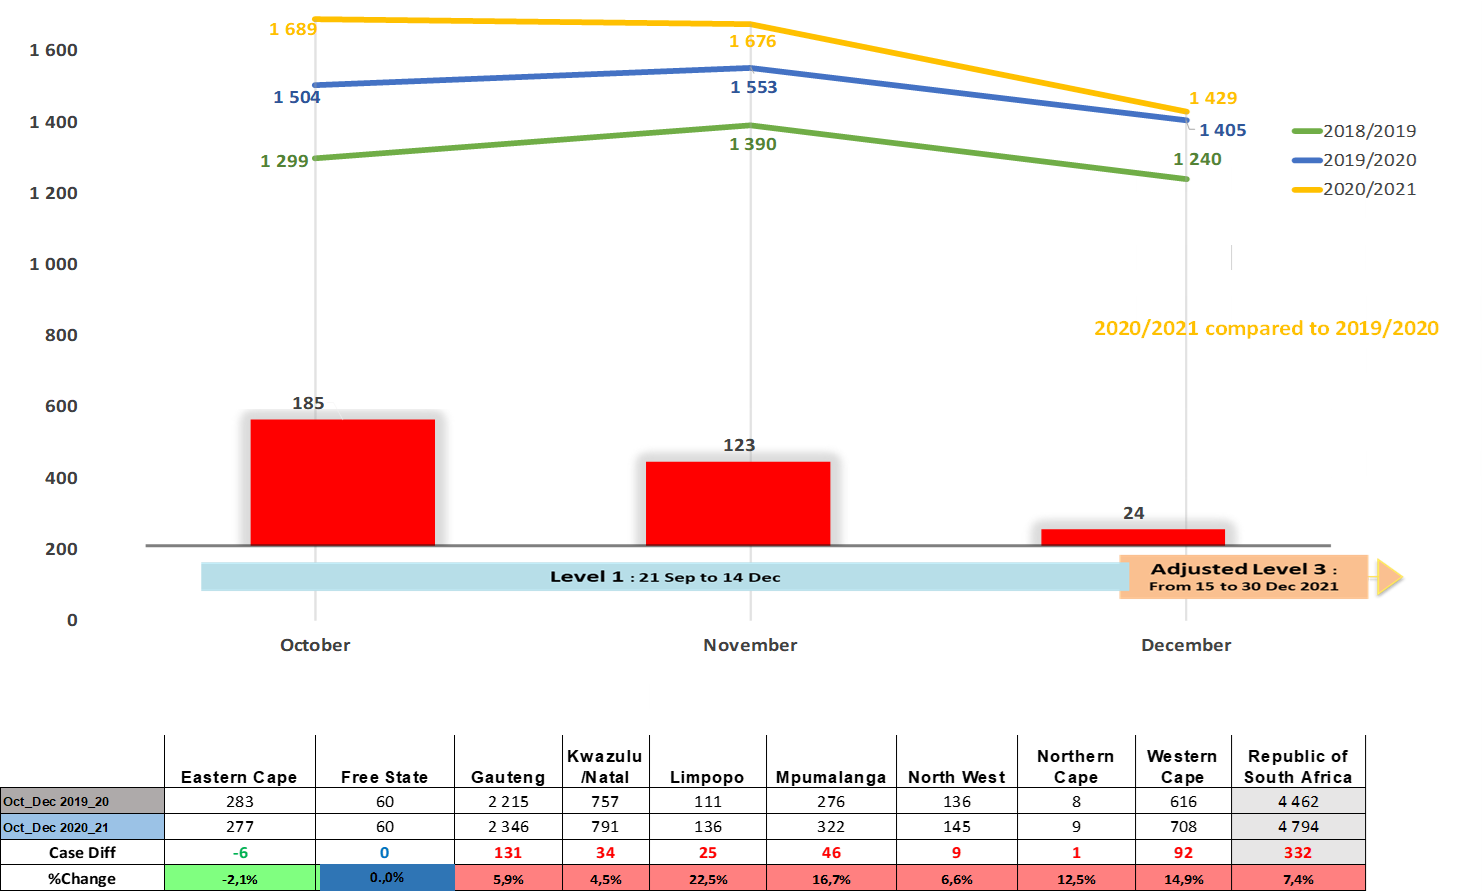 1 689
1 676
1 600
1 504
1 553
1 429
1 405
1 400
1 299
1 390
1 240
2018/2019
2019/2020
2020/2021
1 200
1 000
2020/2021 compared to 2019/2020
800
600
185
123
400
24
200
Level 1 : 21 Sep to 14 Dec
Adjusted Level 3 :
From 15 to 30 Dec 2021
0
October November December
Eastern Cape Free State Gauteng Kwazulu /Natal Limpopo Mpumalanga North West Northern Cape Western Cape Republic of South Africa
Oct_Dec 2019_20 283 60 2 215 757 111 276 136 8 616 4 462
Oct_Dec 2020_21 277 60 2 346 791 136 322 145 9 708 4 794
Case Diff -6 0 131 34 25 46 9 1 92 332
%Change -2,1% 0.,0% 5,9% 4,5% 22,5% 16,7% 6,6% 12,5% 14,9% 7,4%